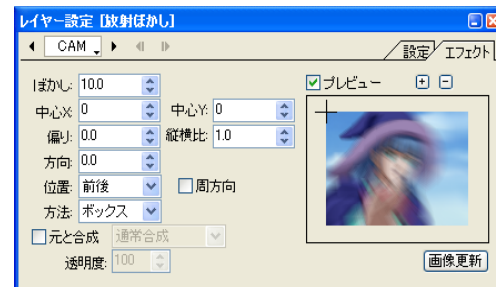 レイヤー設定 [放射ぼかし]
CAM
設定 エフェクト
ぼかし: 10.0
プレビュー
中心X: 0 中心Y: 0
偏り: 0.0 縦横比: 1.0
方向: 0.0
位置: 前後 周方向
方法: ボックス
元と合成 通常合成
透明度: 100
画像更新